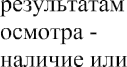 результатам
осмотра -
наличие или